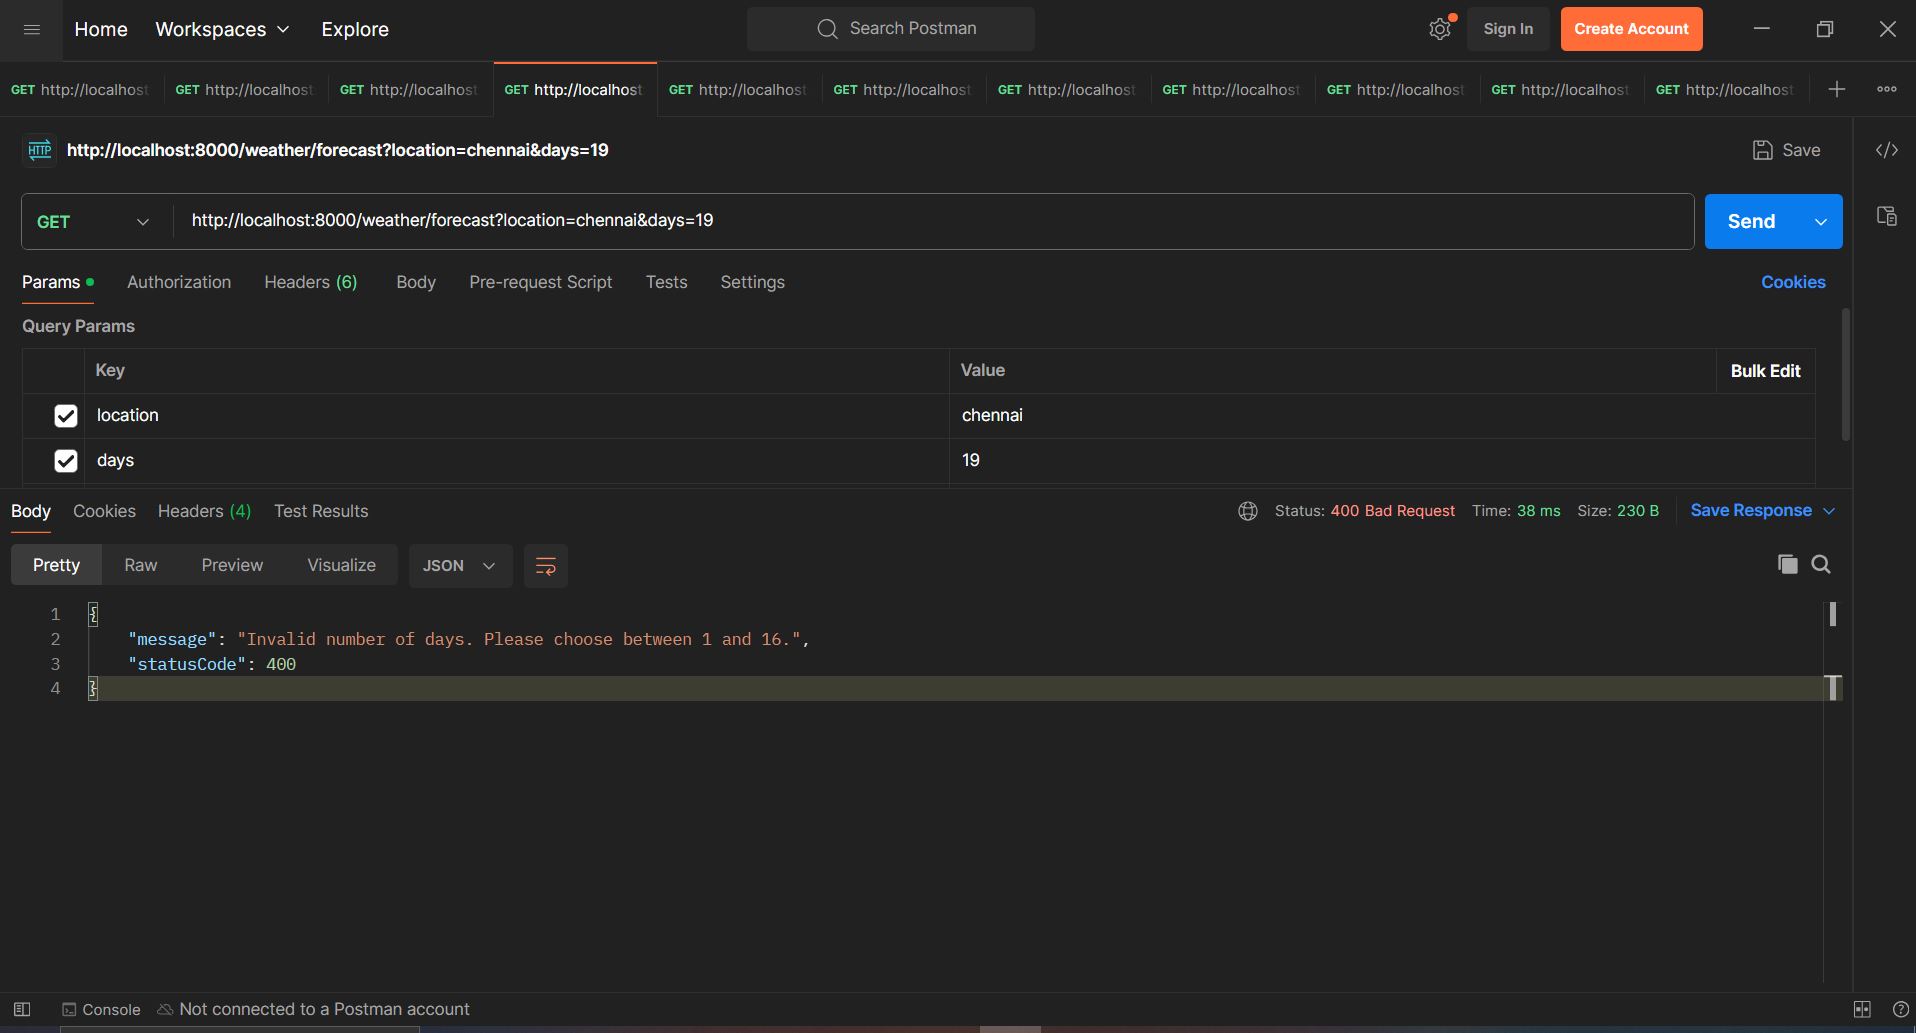 Home Workspaces Explore Search Postman Sign In Create Account
GET http://localhost GET http://localhost GET http://localhost GET http://localhost GET http://localhost GET http://localhost GET http://localhost GET http://localhost GET http://localhost GET http://localhost GET http://localhost
HTTP http://localhost:8000/weather/forecast?location=chennai&days=19 Save
GET http://localhost:8000/weather/forecast?location=chennai&days=19 Send
Params Authorization Headers (6) Body Pre-request Script Tests Settings Cookies
Query Params
Key Value Bulk Edit
location chennai
days 19
Body Cookies Headers (4) Test Results Status: 400 Bad Request Time: 38 ms Size: 230 B Save Response
Pretty Raw Preview Visualize JSON
1 {
2 "message": "Invalid number of days. Please choose between 1 and 16.",
3 "statusCode": 400
4 }
Console Not connected to a Postman account